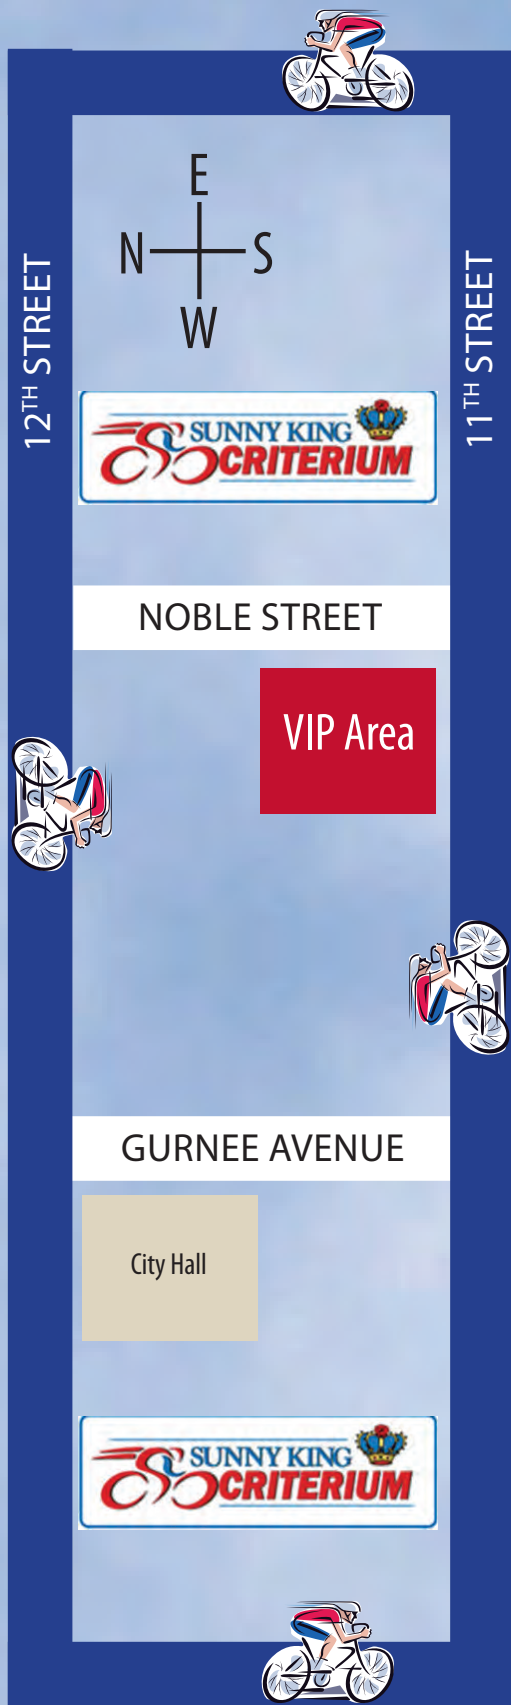 E
N
S
W
12TH STREET
11TH STREET
SUNNY KING
CRITERIUM
NOBLE STREET
VIP Area
GURNEE AVENUE
City Hall
SUNNY KING
CRITERIUM